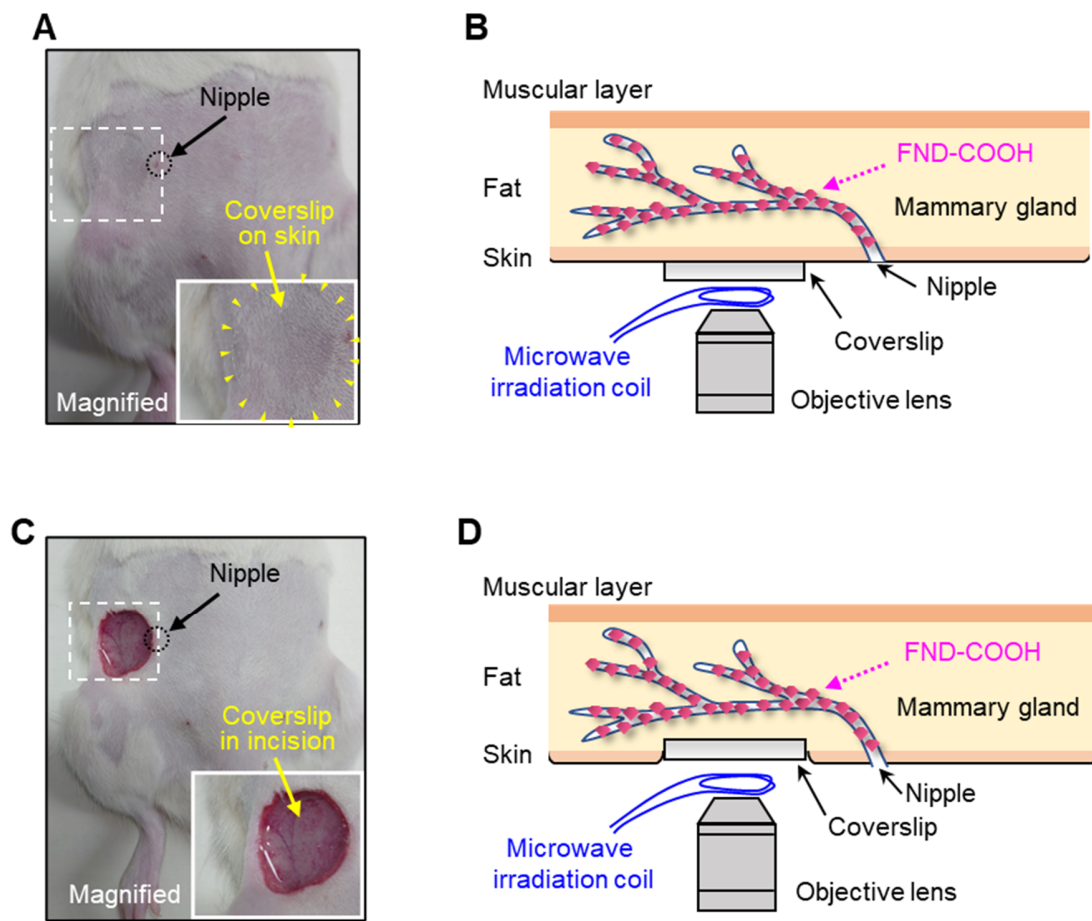 A
Nipple
Coverslip
on skin
Magnified
B
Muscular layer
FND-COOH
Fat
Mammary gland
Skin
Nipple
Coverslip
Microwave
irradiation coil
Objective lens
C
Nipple
Coverslip
in incision
Magnified
D
Muscular layer
FND-COOH
Fat
Mammary gland
Skin
Nipple
Coverslip
Microwave
irradiation coil
Objective lens